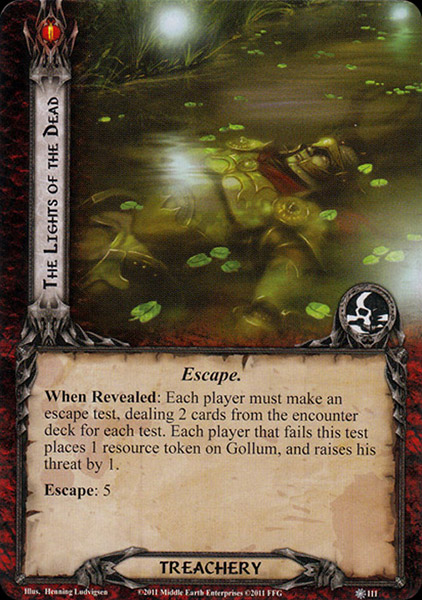 The Lights of the Dead
Escape.
When Revealed: Each player must make an
escape test, dealing 2 cards from the encounter
deck for each test. Each player that fails this test
places 1 resource token on Gollum, and raises his
threat by 1.
Escape: 5
TREACHERY
Illus. Henning Ludvigsen ©2011 Middle Earth Enterprises ©2011 FFG 111